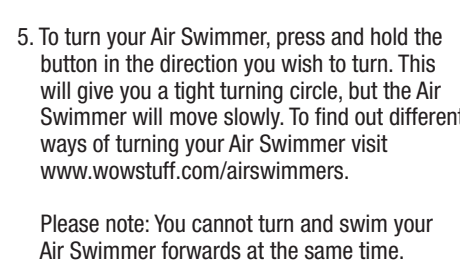 5. To turn your Air Swimmer, press and hold the
button in the direction you wish to turn. This
will give you a tight turning circle, but the Air
Swimmer will move slowly. To find out different
ways of turning your Air Swimmer visit
www.wowstuff.com/airswimmers.
Please note: You cannot turn and swim your
Air Swimmer forwards at the same time.